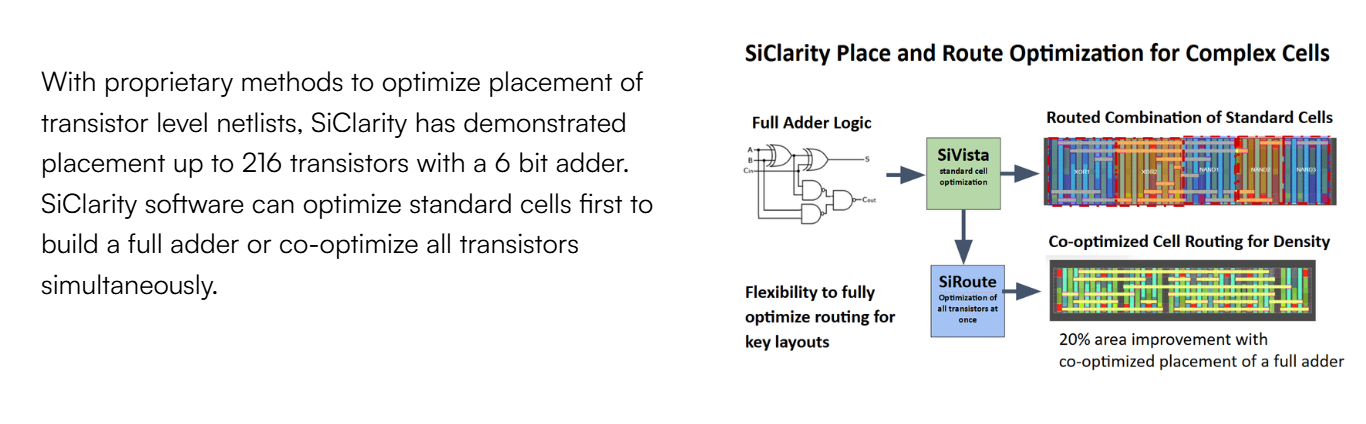 With proprietary methods to optimize placement of
transistor level netlists, SiClarity has demonstrated
placement up to 216 transistors with a 6 bit adder.
SiClarity software can optimize standard cells first to
build a full adder or co-optimize all transistors
simultaneously.
SiClarity Place and Route Optimization for Complex Cells
Full Adder Logic
A
B
Cin
S
Cout
SiVista
standard cell
optimization
Routed Combination of Standard Cells
XOR1
XOR2
NAND1
NAND2
NAND3
Co-optimized Cell Routing for Density
SiRoute
Optimization of
all transistors at
once
Flexibility to fully
optimize routing for
key layouts
20% area improvement with
co-optimized placement of a full adder